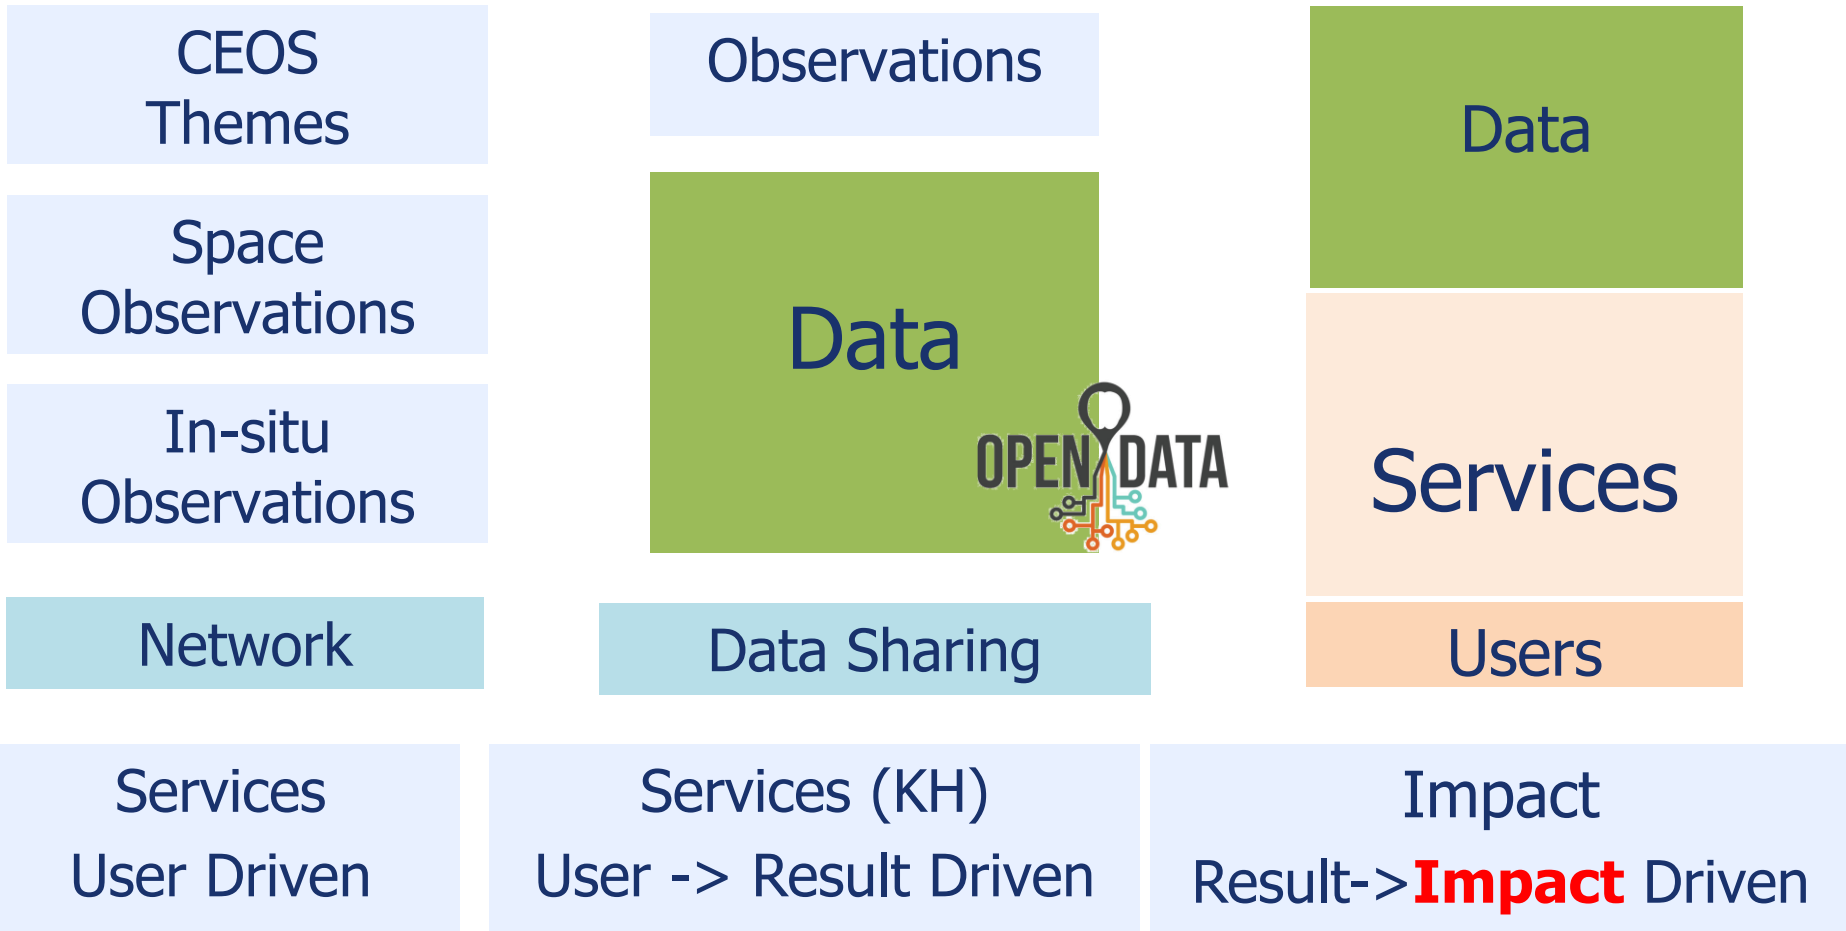 CEOS
Themes
Space
Observations
In-situ
Observations
Network
Services
User Driven
Observations
Data
OPEN DATA
Data Sharing
Services (KH)
User -> Result Driven
Data
Services
Users
Impact
Result->Impact Driven